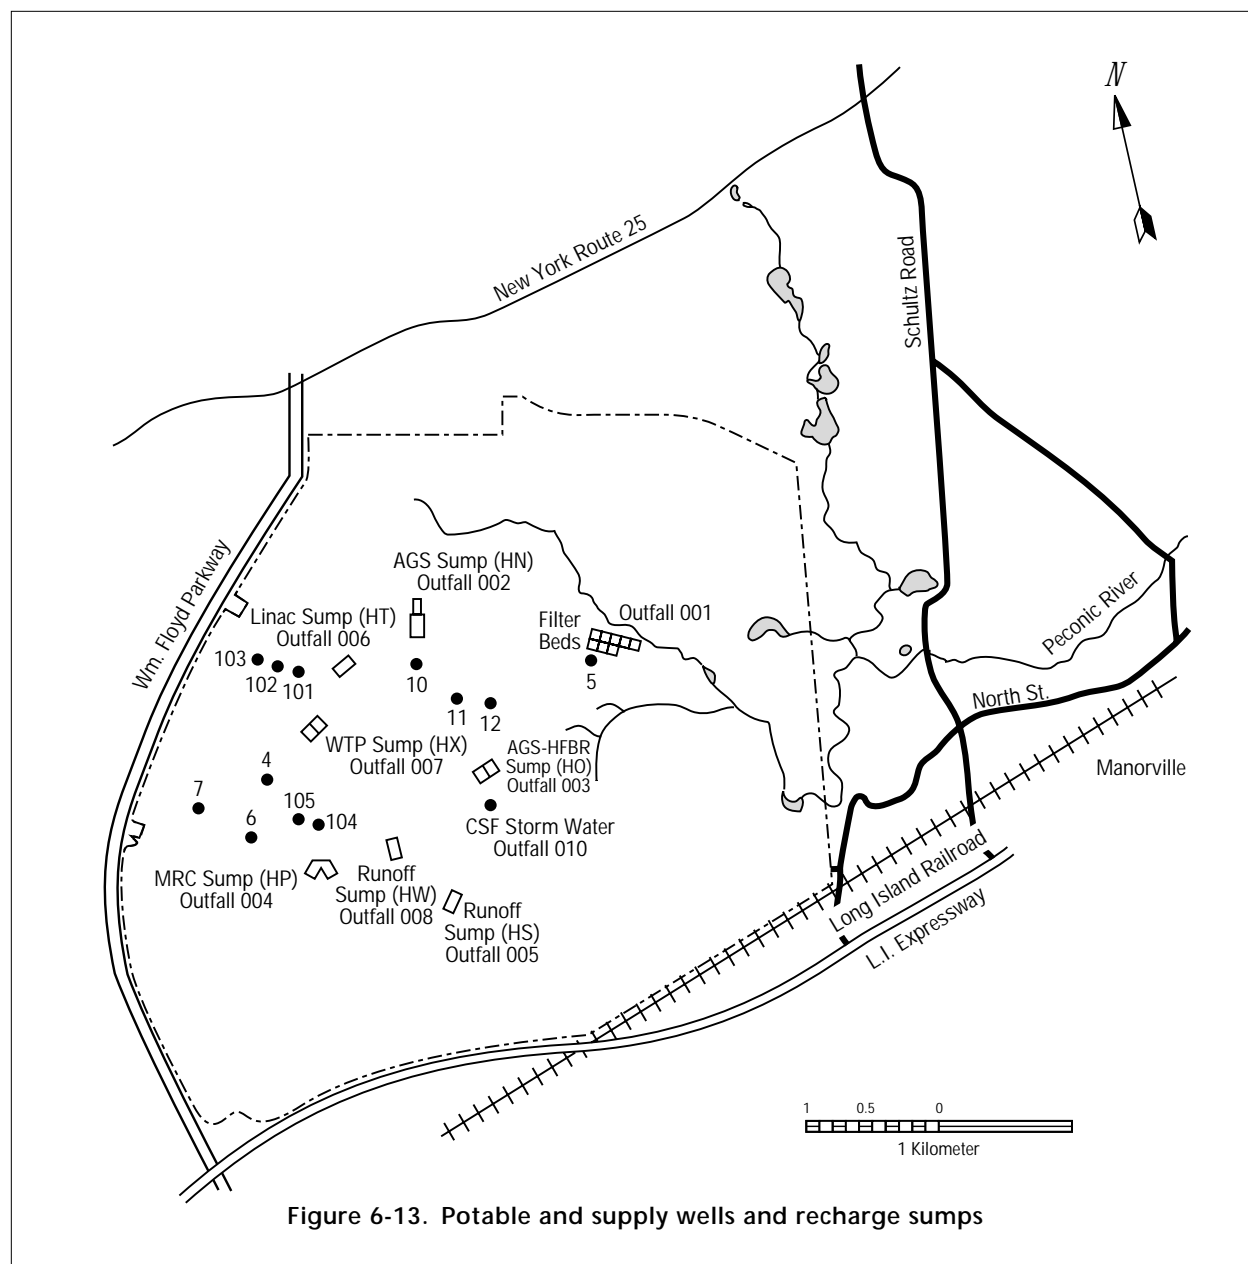 N
New York Route 25
Schultz Road
Wm. Floyd Parkway
AGS Sump (HN)
Outfall 002
Linac Sump (HT)
Outfall 006
Filter
Beds
Outfall 001
Peconic River
103
102
101
10
5
11
12
North St.
WTP Sump (HX)
Outfall 007
AGS-HFBR
Sump (HO)
Outfall 003
Manorville
4
7
6
105
104
CSF Storm Water
Outfall 010
MRC Sump (HP)
Outfall 004
Runoff
Sump (HW)
Outfall 008
Runoff
Sump (HS)
Outfall 005
Long Island Railroad
L.I. Expressway
1 0.5 0
1 Kilometer
Figure 6-13. Potable and supply wells and recharge sumps